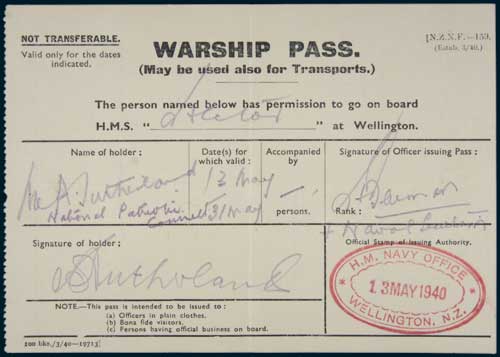 NOT TRANSFERABLE.
Valid only for the dates
indicated.
WARSHIP PASS.
(May be used also for Transports.)
[N.Z.N.F.—159.
(Estab. 3/40.)
The person named below has permission to go on board
H.M.S. " " at Wellington.
Name of holder:
Date(s) for
which valid:
Accompanied
by
Signature of Officer issuing Pass:
Mr A. Sutherland
National Patriotic
13 May
31 May
persons.
Rank:
Naval
Signature of holder:
A Sutherland
Official Stamp of Issuing Authority.
H.M. NAVY OFFICE
13 MAY 1940
WELLINGTON, N.Z.
NOTE.—This pass is intended to be issued to:
(a) Officers in plain clothes.
(b) Bona fide visitors.
(c) Persons having official business on board.
200 bks./3/40—19713]